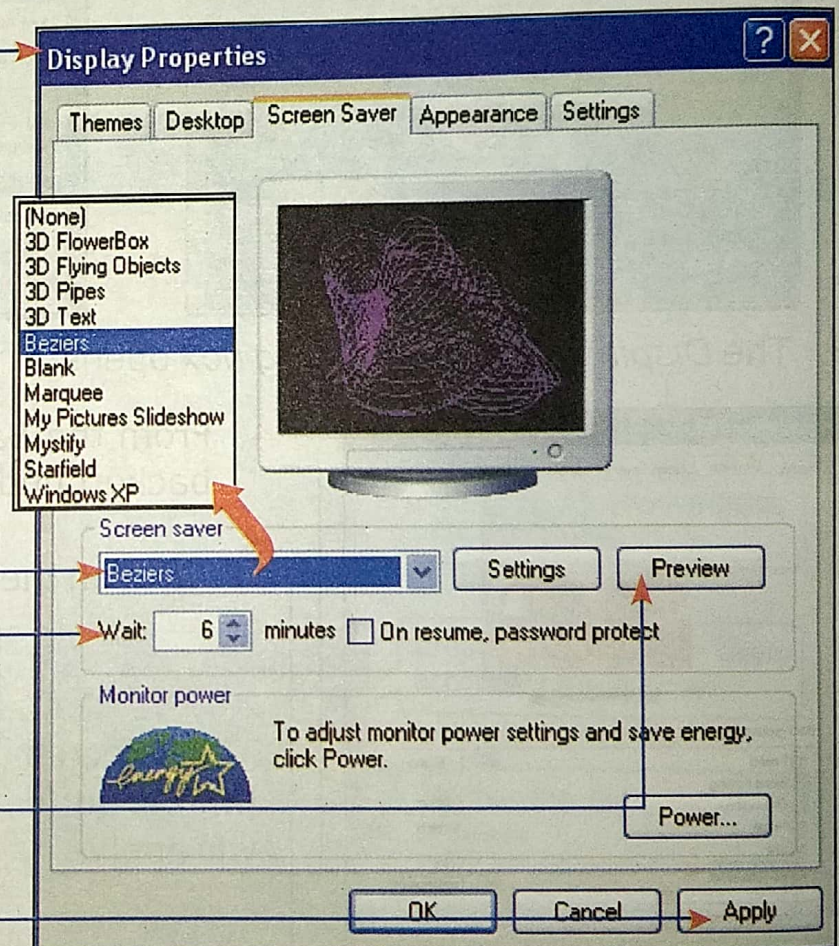 Display Properties
Themes Desktop Screen Saver Appearance Settings
(None)
3D FlowerBox
3D Flying Objects
3D Pipes
3D Text
Beziers
Blank
Marquee
My Pictures Slideshow
Mystify
Starfield
Windows XP
Screen saver
Beziers Settings Preview
Wait: 6 minutes On resume, password protect
Monitor power
To adjust monitor power settings and save energy,
click Power.
energy
Power...
OK Cancel Apply